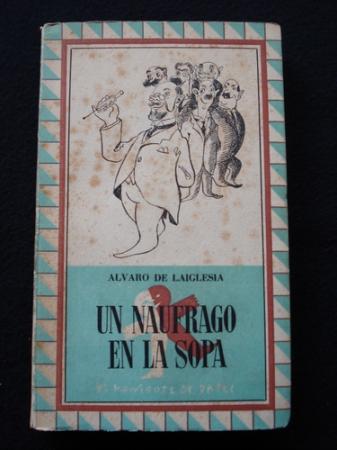 ALVARO DE LAIGLESIA
UN NAUFRAGO
EN LA SOPA